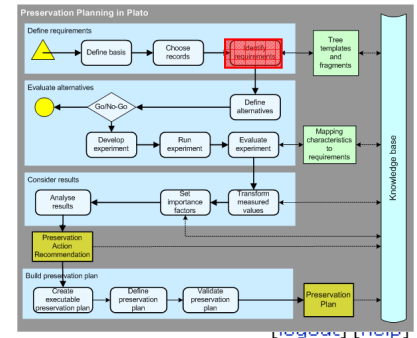 Preservation Planning in Plato
Define requirements
Define basis
Choose
records
Identify
requirements
Tree
templates
and
fragments
Evaluate alternatives
Go/No-Go
Define
alternatives
Develop
experiment
Run
experiment
Evaluate
experiment
Mapping
characteristics
to
requirements
Knowledge base
Consider results
Analyse
results
Set
importance
factors
Transform
measured
values
Preservation
Action
Recommendation
Build preservation plan
Create
executable
preservation plan
Define
preservation
plan
Validate
preservation
plan
Preservation
Plan
[logout] [help]